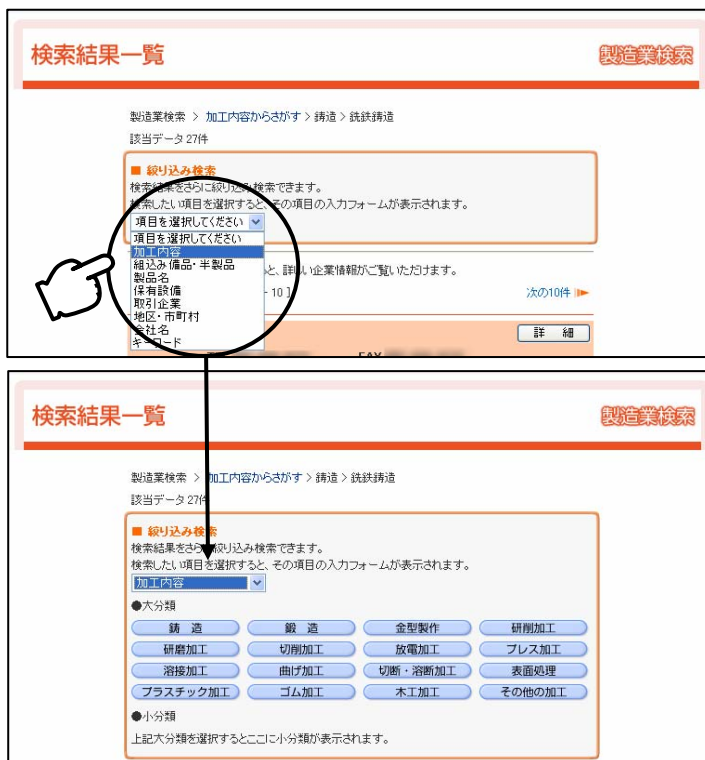 検索結果一覧
製造業検索
製造業検索 > 加工内容からさがす > 鋳造 > 銑鉄鋳造
該当データ 27件
■ 絞り込み検索
検索結果をさらに絞り込み検索できます。
検索したい項目を選択すると、その項目の入力フォームが表示されます。
項目を選択してください
項目を選択してください
加工内容
組込み備品・半製品
製品名
保有設備
取引企業
地区・市町村
会社名
キーワード
と、詳しい企業情報がご覧いただけます。
- 10 ]
次の10件
詳 細
FAX
検索結果一覧
製造業検索
製造業検索 > 加工内容からさがす > 鋳造 > 銑鉄鋳造
該当データ 27件
■ 絞り込み検索
検索結果をさらに絞り込み検索できます。
検索したい項目を選択すると、その項目の入力フォームが表示されます。
加工内容
●大分類
鋳 造 鍛 造 金型製作 研削加工
研磨加工 切削加工 放電加工 プレス加工
溶接加工 曲げ加工 切断・溶断加工 表面処理
プラスチック加工 ゴム加工 木工加工 その他の加工
●小分類
上記大分類を選択するとここに小分類が表示されます。